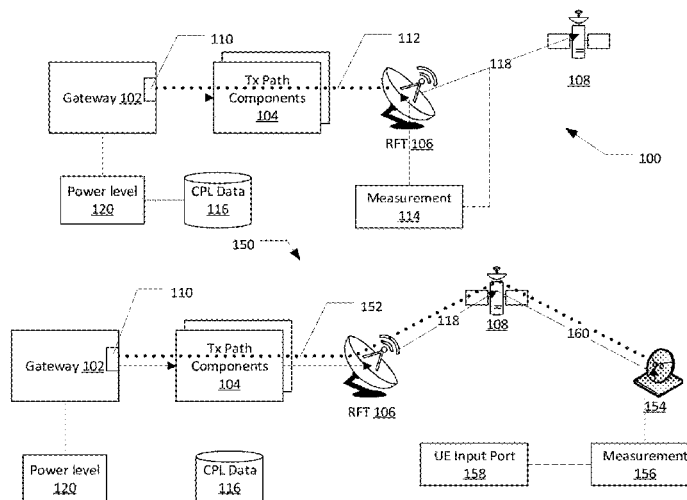 110
112
Gateway 102
Tx Path
Components
104
118
108
RFT 106
100
Power level
120
CPL Data
116
Measurement
114
150
110
152
Gateway 102
Tx Path
Components
104
118
108
160
RFT 106
154
Power level
120
CPL Data
116
UE Input Port
158
Measurement
156